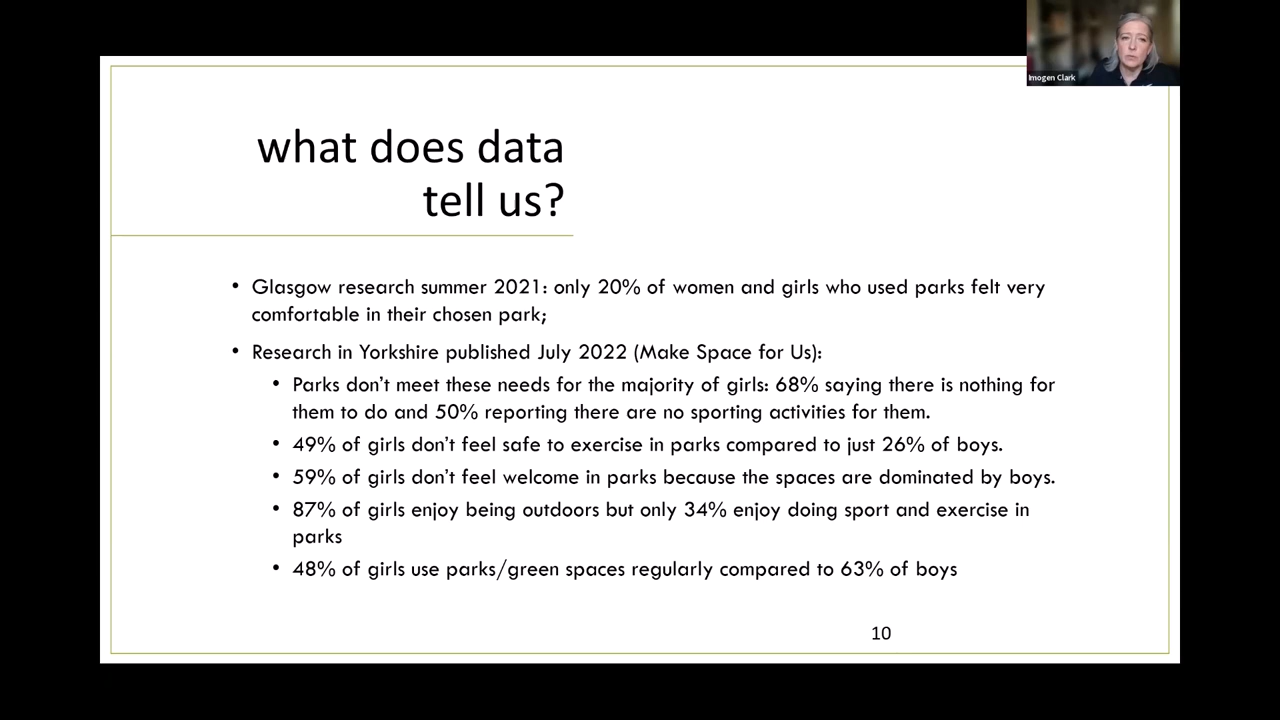 Imogen Clark
what does data
tell us?
• Glasgow research summer 2021: only 20% of women and girls who used parks felt very
comfortable in their chosen park;
• Research in Yorkshire published July 2022 (Make Space for Us):
• Parks don’t meet these needs for the majority of girls: 68% saying there is nothing for
them to do and 50% reporting there are no sporting activities for them.
• 49% of girls don’t feel safe to exercise in parks compared to just 26% of boys.
• 59% of girls don’t feel welcome in parks because the spaces are dominated by boys.
• 87% of girls enjoy being outdoors but only 34% enjoy doing sport and exercise in
parks
• 48% of girls use parks/green spaces regularly compared to 63% of boys
10